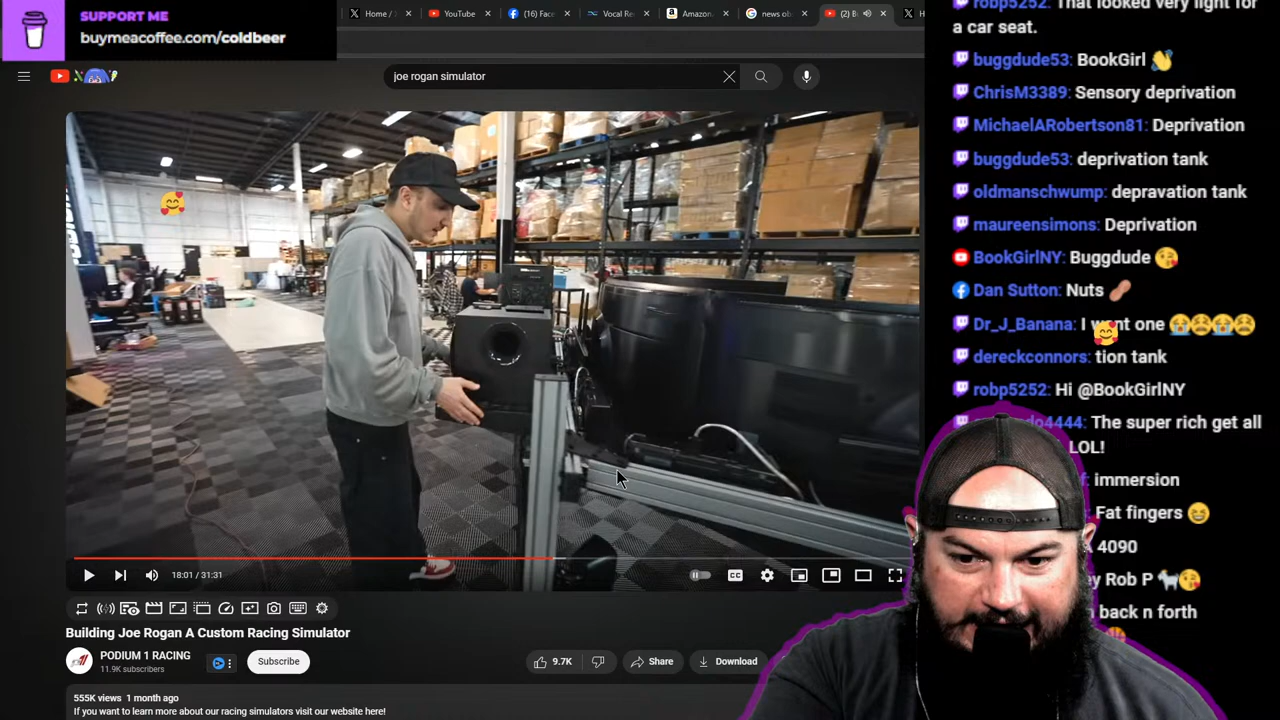 SUPPORT ME
buymeacoffee.com/coldbeer
Home /
YouTube
(16) Fac
Vocal Re
Amazon
news ob
(2) B
joe rogan simulator
18:01 / 31:31
Building Joe Rogan A Custom Racing Simulator
PODIUM 1 RACING
11.9K subscribers
Subscribe
9.7K
Share
Download
555K views 1 month ago
If you want to learn more about our racing simulators visit our website here!
robp5252: That looked very light for
a car seat.
buggdude53: BookGirl
ChrisM3389: Sensory deprivation
MichaelARobertson81: Deprivation
buggdude53: deprivation tank
oldmanschwump: depravation tank
maureensimons: Deprivation
BookGirlNY: Buggdude
Dan Sutton: Nuts
Dr_J_Banana: I want one
dereckconnors: tion tank
robp5252: Hi @BookGirlNY
4444: The super rich get all
LOL!
immersion
Fat fingers
4090
Rob P
back n forth